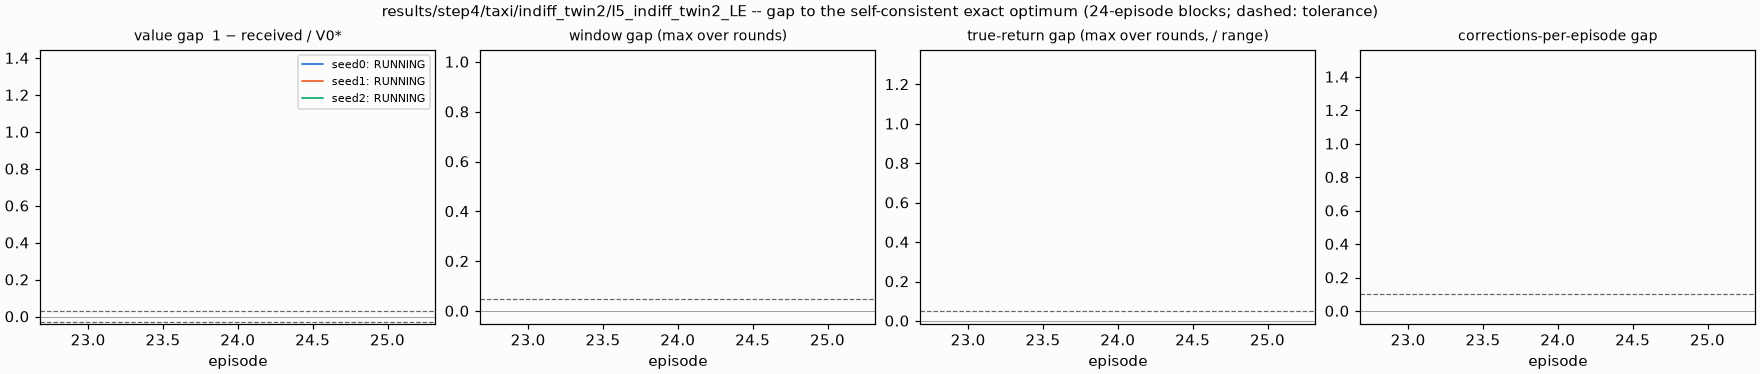 results/step4/taxi/indiff_twin2/I5_indiff_twin2_LE -- gap to the self-consistent exact optimum (24-episode blocks; dashed: tolerance)
value gap 1 − received / V0*
1.4
1.2
1.0
0.8
0.6
0.4
0.2
0.0
seed0: RUNNING
seed1: RUNNING
seed2: RUNNING
23.0 23.5 24.0 24.5 25.0
episode
window gap (max over rounds)
1.0
0.8
0.6
0.4
0.2
0.0
23.0 23.5 24.0 24.5 25.0
episode
true-return gap (max over rounds, / range)
1.2
1.0
0.8
0.6
0.4
0.2
0.0
23.0 23.5 24.0 24.5 25.0
episode
corrections-per-episode gap
1.4
1.2
1.0
0.8
0.6
0.4
0.2
0.0
23.0 23.5 24.0 24.5 25.0
episode